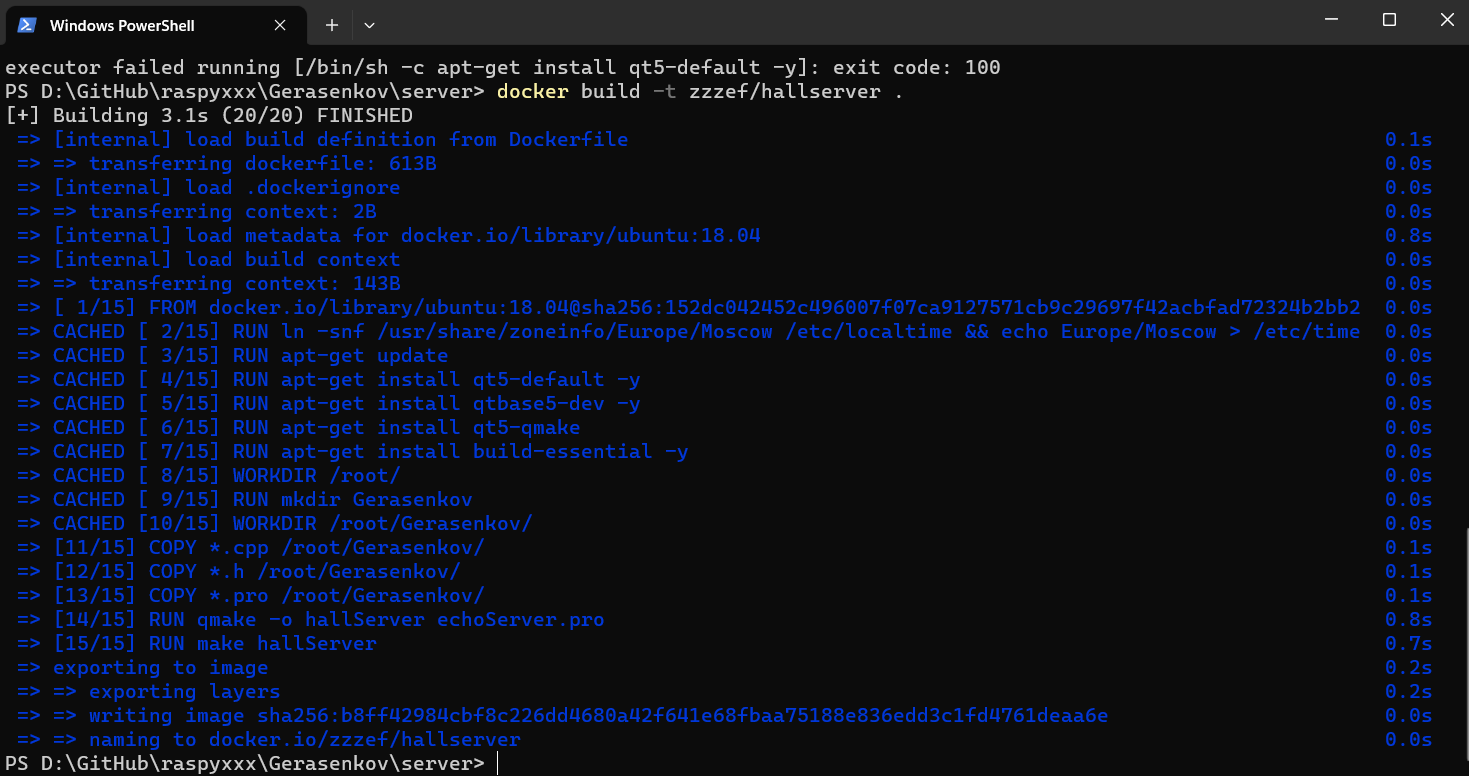 Windows PowerShell
executor failed running [/bin/sh -c apt-get install qt5-default -y]: exit code: 100
PS D:\GitHub\raspyxxx\Gerasenkov\server> docker build -t zzzef/hallserver .
[+] Building 3.1s (20/20) FINISHED
=> [internal] load build definition from Dockerfile 0.1s
=> => transferring dockerfile: 613B 0.0s
=> [internal] load .dockerignore 0.0s
=> => transferring context: 2B 0.0s
=> [internal] load metadata for docker.io/library/ubuntu:18.04 0.8s
=> [internal] load build context 0.0s
=> => transferring context: 143B 0.0s
=> [ 1/15] FROM docker.io/library/ubuntu:18.04@sha256:152dc042452c496007f07ca9127571cb9c29697f42acbfad72324b2bb2 0.0s
=> CACHED [ 2/15] RUN ln -snf /usr/share/zoneinfo/Europe/Moscow /etc/localtime && echo Europe/Moscow > /etc/time 0.0s
=> CACHED [ 3/15] RUN apt-get update 0.0s
=> CACHED [ 4/15] RUN apt-get install qt5-default -y 0.0s
=> CACHED [ 5/15] RUN apt-get install qtbase5-dev -y 0.0s
=> CACHED [ 6/15] RUN apt-get install qt5-qmake 0.0s
=> CACHED [ 7/15] RUN apt-get install build-essential -y 0.0s
=> CACHED [ 8/15] WORKDIR /root/ 0.0s
=> CACHED [ 9/15] RUN mkdir Gerasenkov 0.0s
=> CACHED [10/15] WORKDIR /root/Gerasenkov/ 0.0s
=> [11/15] COPY *.cpp /root/Gerasenkov/ 0.1s
=> [12/15] COPY *.h /root/Gerasenkov/ 0.1s
=> [13/15] COPY *.pro /root/Gerasenkov/ 0.1s
=> [14/15] RUN qmake -o hallServer echoServer.pro 0.8s
=> [15/15] RUN make hallServer 0.7s
=> exporting to image 0.2s
=> => exporting layers 0.2s
=> => writing image sha256:b8ff42984cbf8c226dd4680a42f641e68fbaa75188e836edd3c1fd4761deaa6e 0.0s
=> => naming to docker.io/zzzef/hallserver 0.0s
PS D:\GitHub\raspyxxx\Gerasenkov\server>